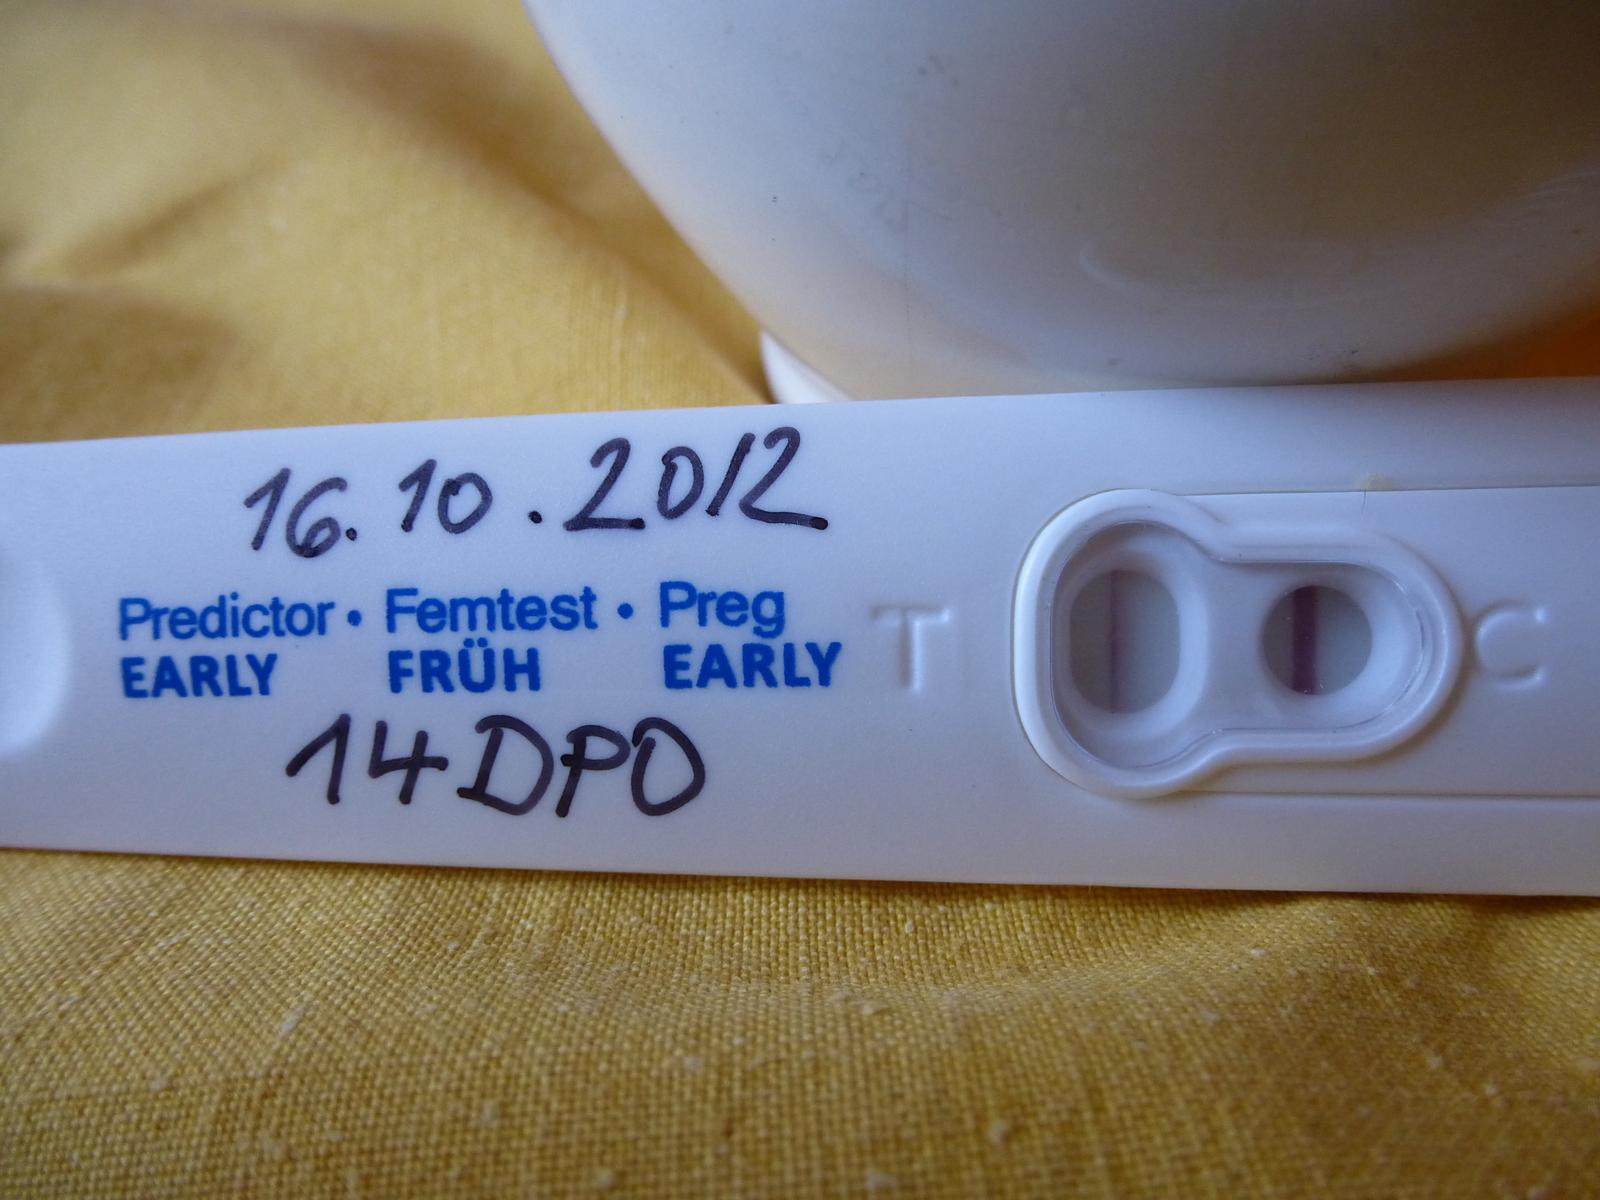 16.10.2012
Predictor • Femtest • Preg
EARLY FRÜH EARLY
14DPO
T C